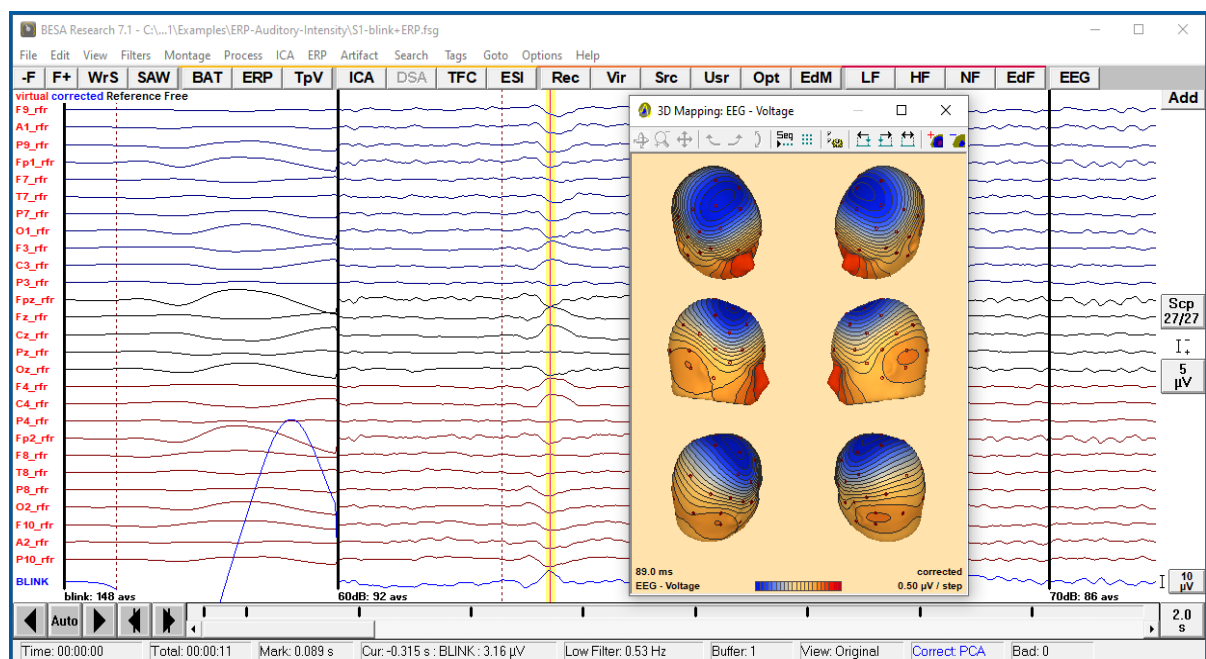 BESA Research 7.1 - C:\...1\Examples\ERP-Auditory-Intensity\S1-blink+ERP.fsg
File Edit View Filters Montage Process ICA ERP Artifact Search Tags Goto Options Help
-F F+ WrS SAW BAT ERP TpV ICA DSA TFC ESI Rec Vir Src Usr Opt EdM LF HF NF EdF EEG
virtual corrected Reference Free
Add
F9_rfr
A1_rfr
P9_rfr
Fp1_rfr
F7_rfr
T7_rfr
P7_rfr
O1_rfr
F3_rfr
C3_rfr
P3_rfr
Fpz_rfr
Fz_rfr
Cz_rfr
Pz_rfr
Oz_rfr
F4_rfr
C4_rfr
P4_rfr
Fp2_rfr
F8_rfr
T8_rfr
P8_rfr
O2_rfr
F10_rfr
A2_rfr
P10_rfr
BLINK
3D Mapping: EEG - Voltage
Seq
89.0 ms corrected
EEG - Voltage 0.50 µV / step
Scp
27/27
5
µV
10
µV
blink: 148 avs 60dB: 92 avs 70dB: 86 avs
Auto
2.0
s
Time: 00:00:00 Total: 00:00:11 Mark: 0.089 s Cur: -0.315 s : BLINK : 3.16 µV Low Filter: 0.53 Hz Buffer: 1 View: Original Correct: PCA Bad: 0